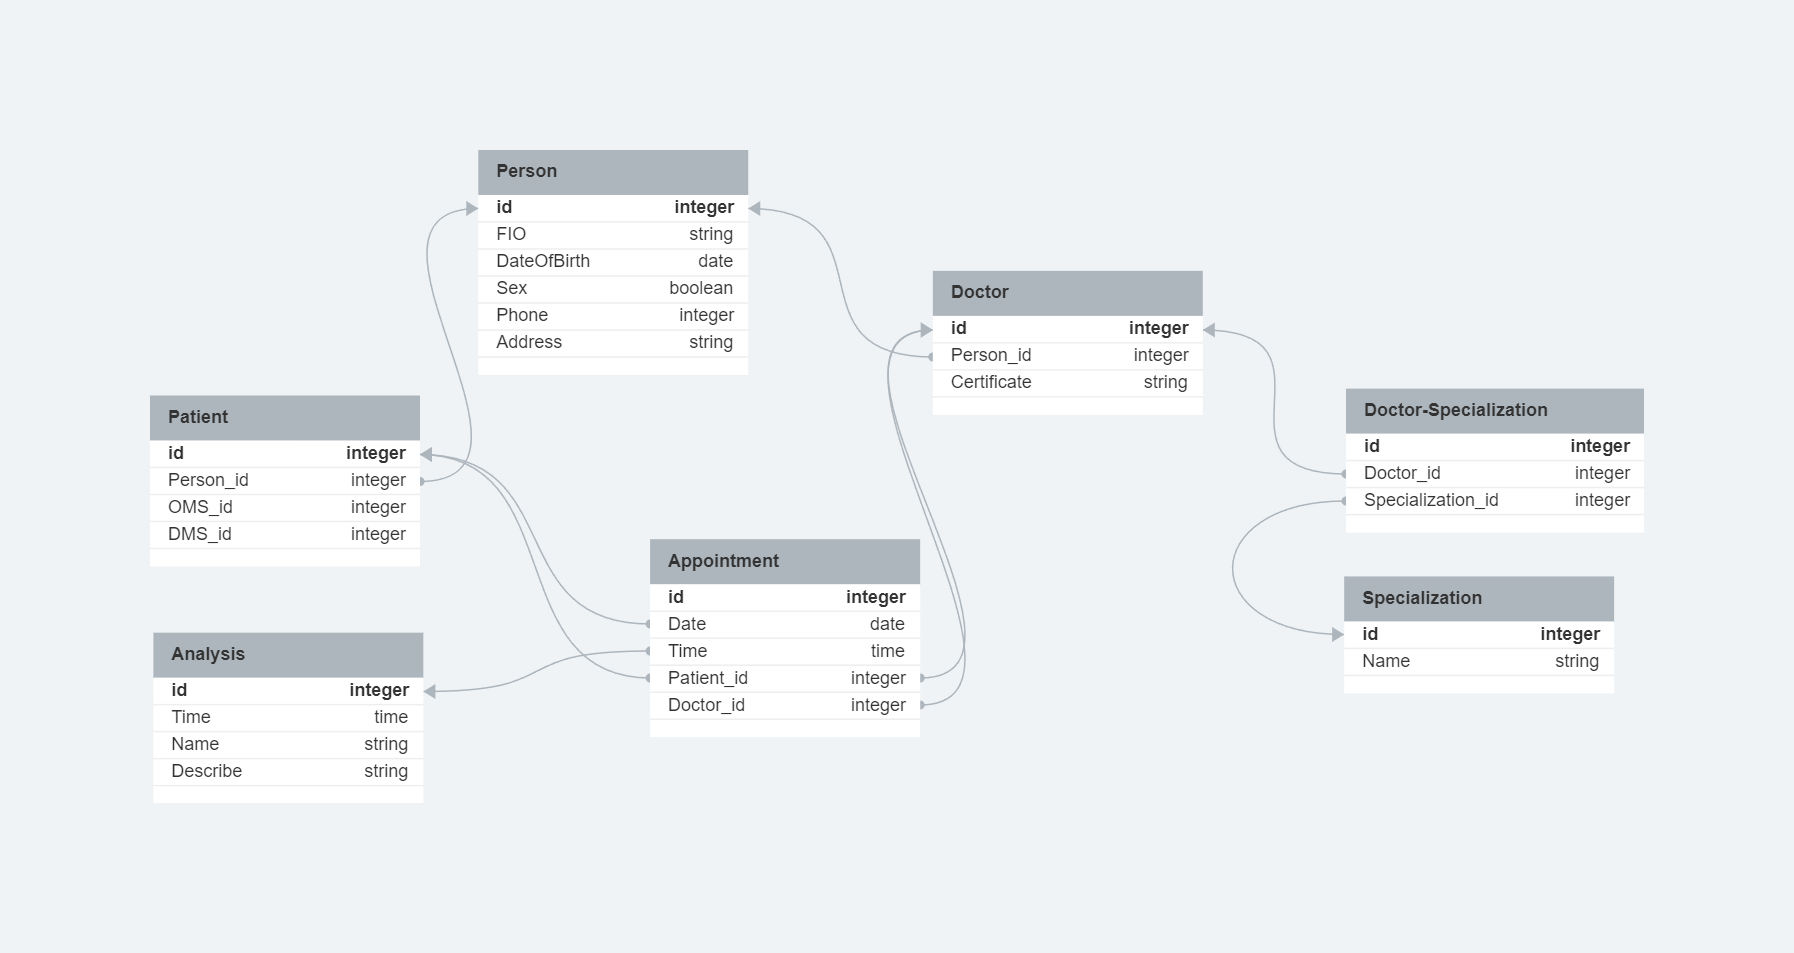 Person
id integer
FIO string
DateOfBirth date
Sex boolean
Phone integer
Address string
Doctor
id integer
Person_id integer
Certificate string
Patient
id integer
Person_id integer
OMS_id integer
DMS_id integer
Doctor-Specialization
id integer
Doctor_id integer
Specialization_id integer
Appointment
id integer
Date date
Time time
Patient_id integer
Doctor_id integer
Specialization
id integer
Name string
Analysis
id integer
Time time
Name string
Describe string